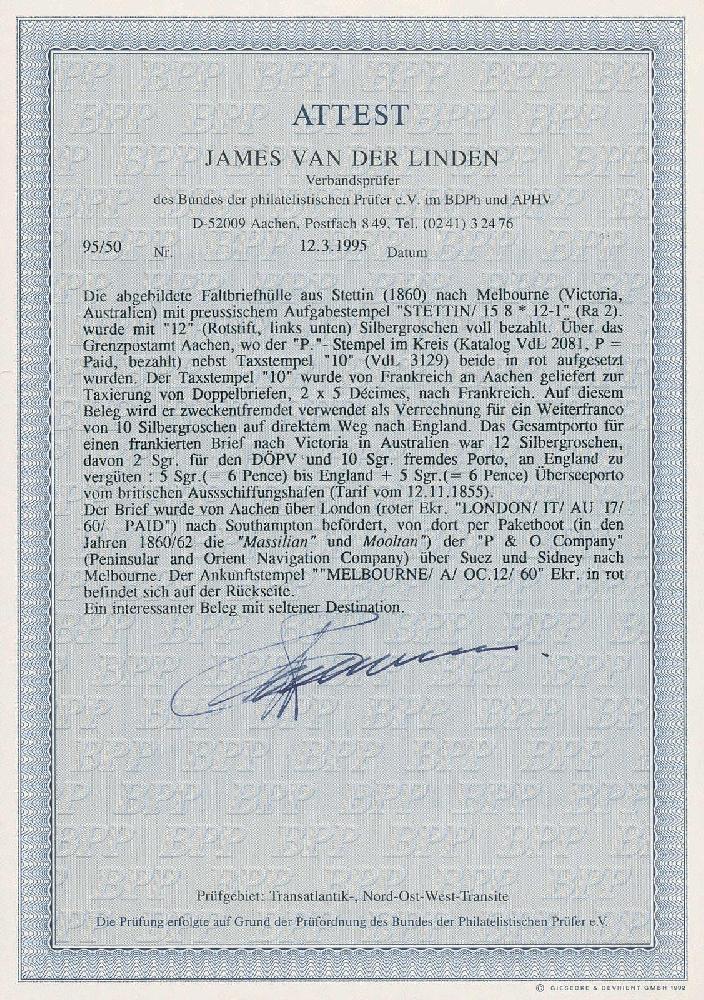 ATTEST
JAMES VAN DER LINDEN
Verbandsprüfer
des Bundes der philatelistischen Prüfer e.V. im BDPh und APHV
D-52009 Aachen, Postfach 849, Tel. (0241) 32476
95/50 Nr. 12.3.1995 Datum
Die abgebildete Faltbriefhülle aus Stettin (1860) nach Melbourne (Victoria,
Australien) mit preussischem Aufgabestempel "STETTIN/ 15 8 * 12-1" (Ra 2).
wurde mit "12" (Rotstift, links unten) Silbergroschen voll bezahlt. Über das
Grenzpostamt Aachen, wo der "P."- Stempel im Kreis (Katalog VdL 2081, P =
Paid, bezahlt) nebst Taxstempel "10" (VdL 3129) beide in rot aufgesetzt
wurden. Der Taxstempel "10" wurde von Frankreich an Aachen geliefert zur
Taxierung von Doppelbriefen, 2 x 5 Décimes, nach Frankreich. Auf diesem
Beleg wird er zweckentfremdet verwendet als Verrechnung für ein Weiterfranco
von 10 Silbergroschen auf direktem Weg nach England. Das Gesamtporto für
einen frankierten Brief nach Victoria in Australien war 12 Silbergroschen,
davon 2 Sgr. für den DÖPV und 10 Sgr. fremdes Porto, an England zu
vergüten : 5 Sgr.(= 6 Pence) bis England + 5 Sgr.(= 6 Pence) Überseeporto
vom britischen Aussschiffungshafen (Tarif vom 12.11.1855).
Der Brief wurde von Aachen über London (roter Ekr. "LONDON/ IT/ AU 17/
60/ PAID") nach Southampton befördert, von dort per Paketboot (in den
Jahren 1860/62 die "Massilian" und Mooltan") der "P & O Company"
(Peninsular and Orient Navigation Company) über Suez und Sidney nach
Melbourne. Der Ankunftstempel ""MELBOURNE/ A/ OC.12/ 60" Ekr. in rot
befindet sich auf der Rückseite.
Ein interessanter Beleg mit seltener Destination.
Prüfgebiet: Transatlantik-, Nord-Ost-West-Transite
Die Prüfung erfolgte auf Grund der Prüfordnung des Bundes der Philatelistischen Prüfer e.V.
© GIESECKE & DEVRIENT GMBH 1992